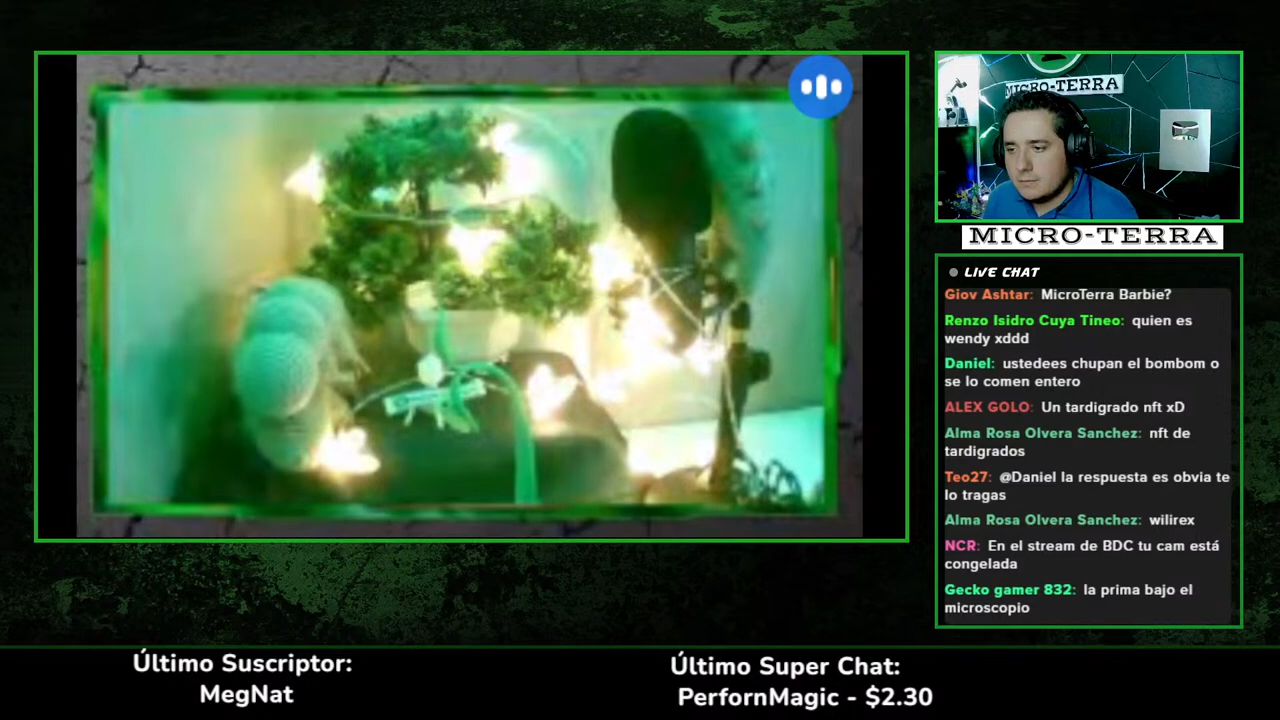 MICRO-TERRA
MICRO-TERRA
LIVE CHAT
Giov Ashtar: MicroTerra Barbie?
Renzo Isidro Cuya Tineo: quien es
wendy xddd
Daniel: ustedees chupan el bombom o
se lo comen entero
ALEX GOLO: Un tardigrado nft xD
Alma Rosa Olvera Sanchez: nft de
tardigrados
Teo27: @Daniel la respuesta es obvia te
lo tragas
Alma Rosa Olvera Sanchez: wilirex
NCR: En el stream de BDC tu cam está
congelada
Gecko gamer 832: la prima bajo el
microscopio
Último Suscriptor:
MegNat
Último Super Chat:
PerfornMagic - $2.30